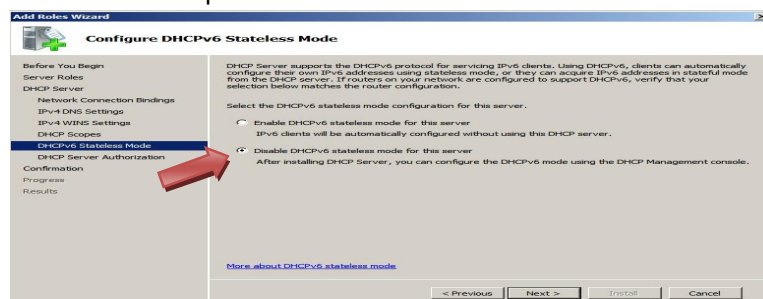 Add Roles Wizard
Configure DHCPv6 Stateless Mode
Before You Begin
Server Roles
DHCP Server
Network Connection Bindings
IPv4 DNS Settings
IPv4 WINS Settings
DHCP Scopes
DHCPv6 Stateless Mode
DHCP Server Authorization
Confirmation
Progress
Results
DHCP Server supports the DHCPv6 protocol for servicing IPv6 clients. Using DHCPv6, clients can automatically
configure their own IPv6 addresses using stateless mode, or they can acquire IPv6 addresses in stateful mode
from the DHCP server. If routers on your network are configured to support DHCPv6, verify that your
selection below matches the router configuration.
Select the DHCPv6 stateless mode configuration for this server.
Enable DHCPv6 stateless mode for this server
IPv6 clients will be automatically configured without using this DHCP server.
Disable DHCPv6 stateless mode for this server
After installing DHCP Server, you can configure the DHCPv6 mode using the DHCP Management console.
More about DHCPv6 stateless mode
< Previous
Next >
Install
Cancel